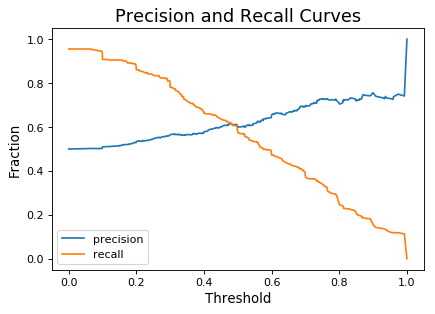 Precision and Recall Curves
Fraction
1.0
0.8
0.6
0.4
0.2
0.0
precision
recall
0.0 0.2 0.4 0.6 0.8 1.0
Threshold